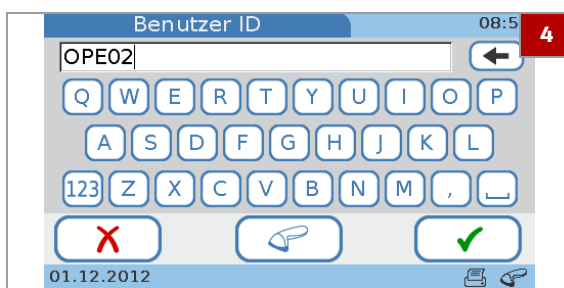 Benutzer ID 08:5
4
OPE02
Q W E R T Y U I O P
A S D F G H J K L
123 Z X C V B N M ,
01.12.2012